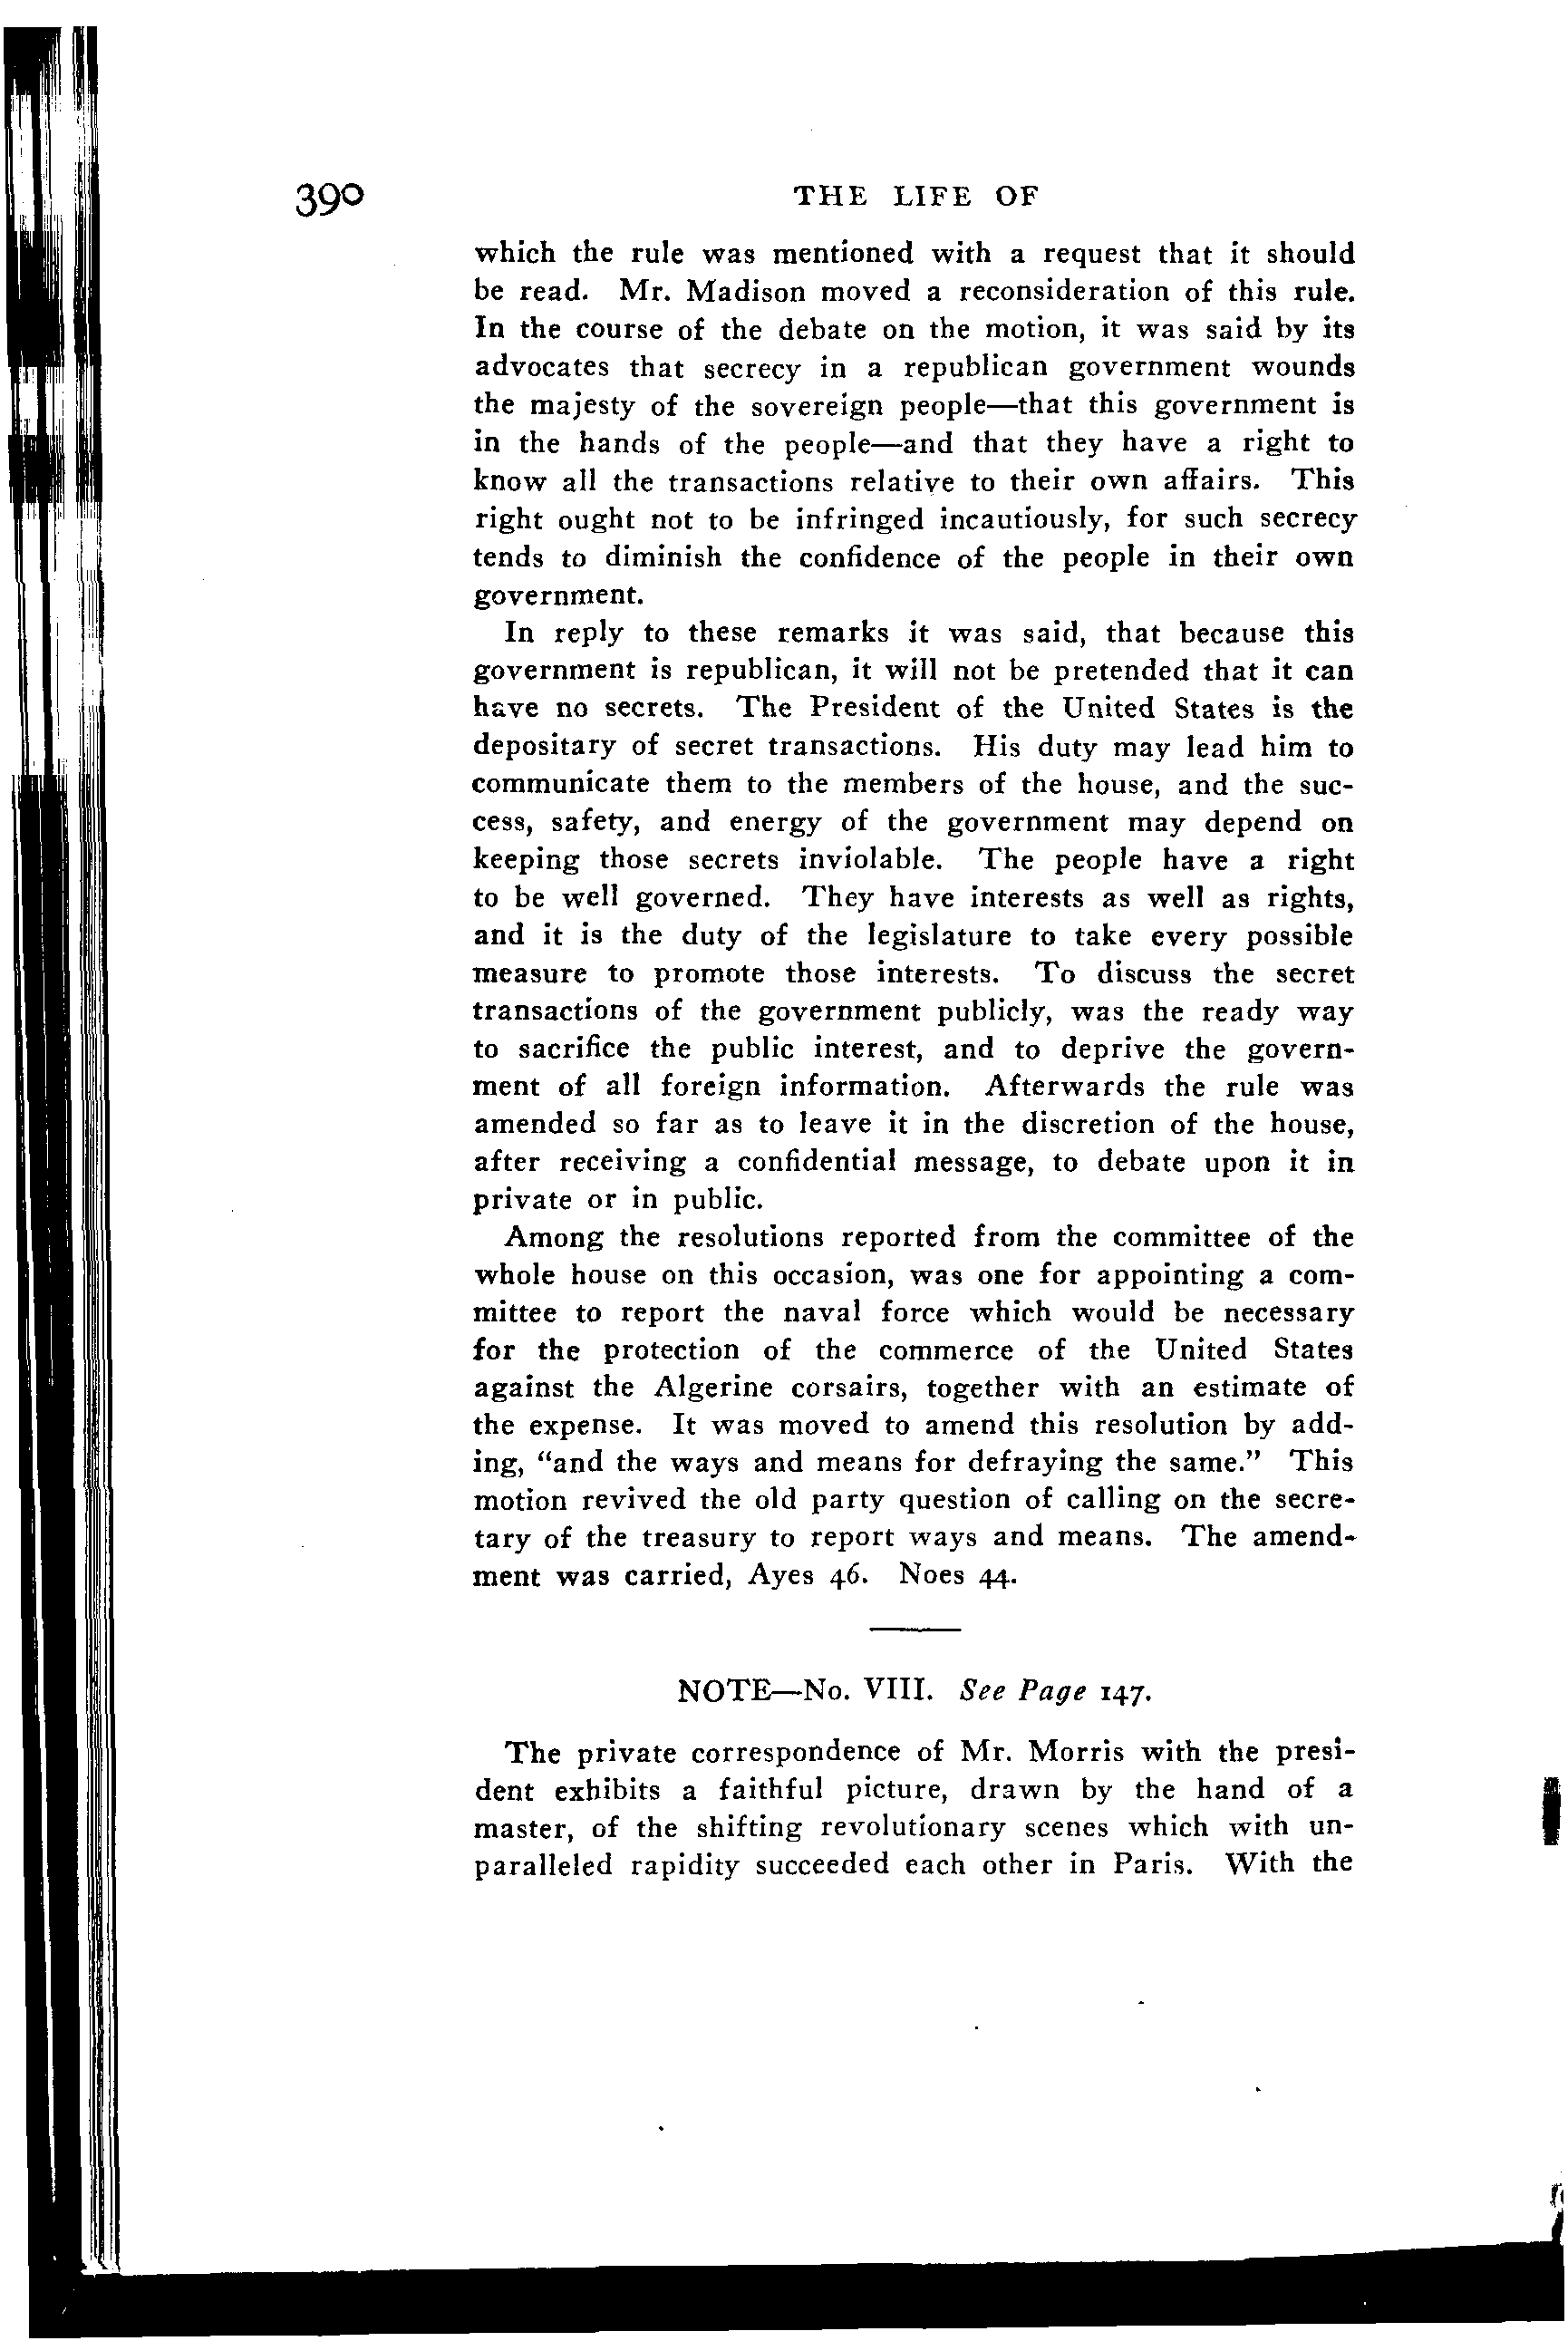 390 THE LIFE OF
which the rule was mentioned with a request that it should
be read. Mr. Madison moved a reconsideration of this rule.
In the course of the debate on the motion, it was said by its
advocates that secrecy in a republican government wounds
the majesty of the sovereign people—that this government is
in the hands of the people—and that they have a right to
know all the transactions relative to their own affairs. This
right ought not to be infringed incautiously, for such secrecy
tends to diminish the confidence of the people in their own
government.
In reply to these remarks it was said, that because this
government is republican, it will not be pretended that it can
have no secrets. The President of the United States is the
depositary of secret transactions. His duty may lead him to
communicate them to the members of the house, and the suc-
cess, safety, and energy of the government may depend on
keeping those secrets inviolable. The people have a right
to be well governed. They have interests as well as rights,
and it is the duty of the legislature to take every possible
measure to promote those interests. To discuss the secret
transactions of the government publicly, was the ready way
to sacrifice the public interest, and to deprive the govern-
ment of all foreign information. Afterwards the rule was
amended so far as to leave it in the discretion of the house,
after receiving a confidential message, to debate upon it in
private or in public.
Among the resolutions reported from the committee of the
whole house on this occasion, was one for appointing a com-
mittee to report the naval force which would be necessary
for the protection of the commerce of the United States
against the Algerine corsairs, together with an estimate of
the expense. It was moved to amend this resolution by add-
ing, “and the ways and means for defraying the same.” This
motion revived the old party question of calling on the secre-
tary of the treasury to report ways and means. The amend-
ment was carried, Ayes 46. Noes 44.
NOTE—No. VIII. See Page 147.
The private correspondence of Mr. Morris with the presi-
dent exhibits a faithful picture, drawn by the hand of a
master, of the shifting revolutionary scenes which with un-
paralleled rapidity succeeded each other in Paris. With the